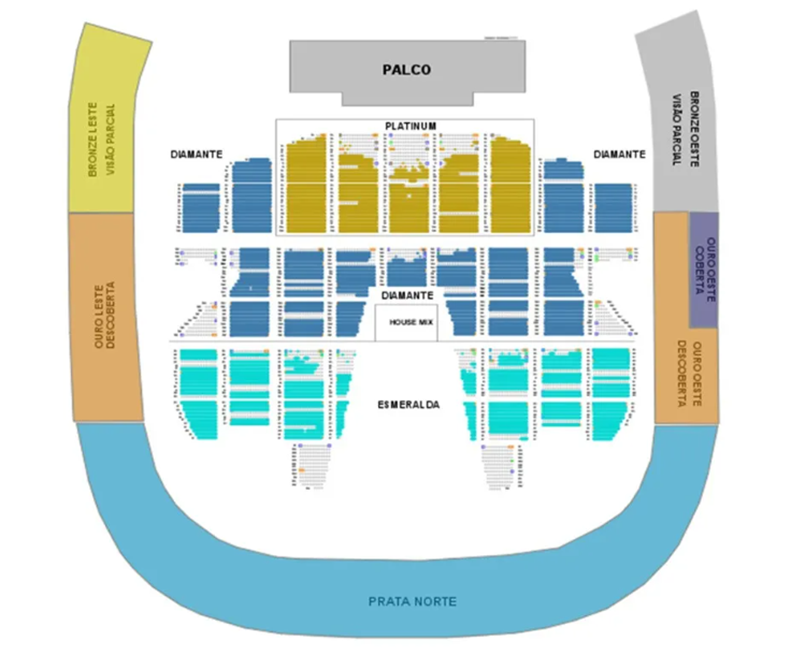 PALCO
PLATINUM
DIAMANTE
DIAMANTE
BRONZE LESTE
VISÃO PARCIAL
BRONZE OESTE
VISÃO PARCIAL
OURO LESTE
DESCOBERTA
OURO OESTE
COBERTA
DIAMANTE
HOUSE MIX
OURO OESTE
DESCOBERTA
ESMERALDA
PRATA NORTE